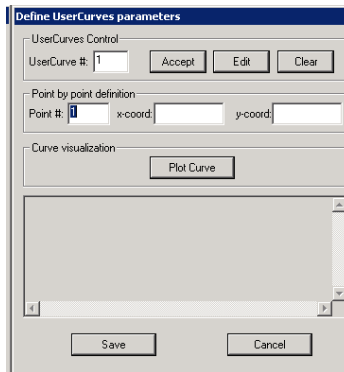 Define UserCurves parameters
UserCurves Control
UserCurve #: 1 Accept Edit Clear
Point by point definition
Point #: 1 x-coord: y-coord:
Curve visualization
Plot Curve
Save Cancel